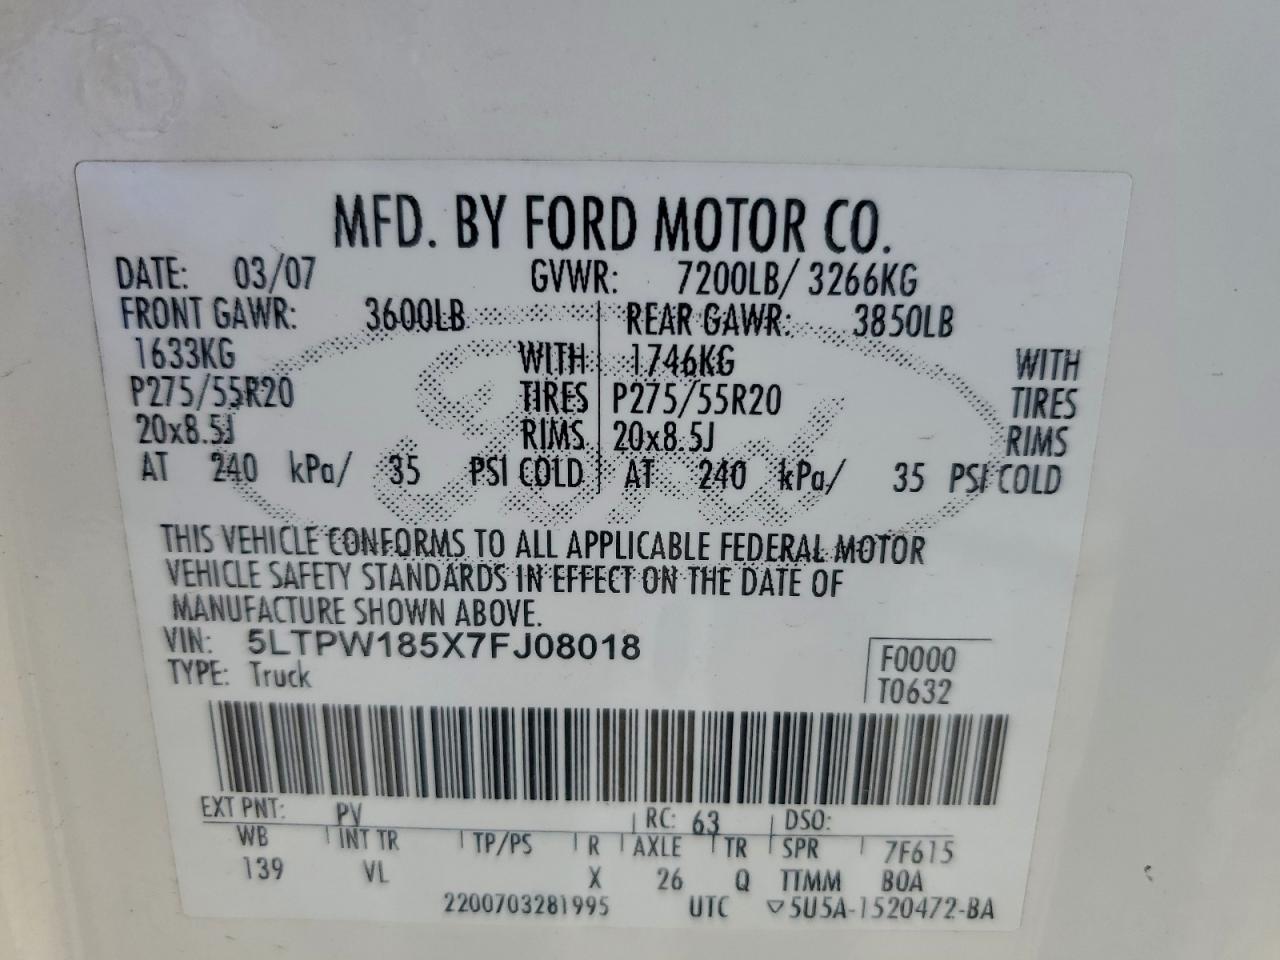 MFD. BY FORD MOTOR CO.
DATE: 03/07 GVWR: 7200LB/ 3266KG
FRONT GAWR: 3600LB REAR GAWR: 3850LB
1633KG WITH 1746KG WITH
P275/55R20 TIRES P275/55R20 TIRES
20x8.5J RIMS 20x8.5J RIMS
AT 240 kPa/ 35 PSI COLD AT 240 kPa/ 35 PSI COLD
THIS VEHICLE CONFORMS TO ALL APPLICABLE FEDERAL MOTOR
VEHICLE SAFETY STANDARDS IN EFFECT ON THE DATE OF
MANUFACTURE SHOWN ABOVE.
VIN: 5LTPW185X7FJ08018 F0000
TYPE: Truck T0632
EXT PNT: PV RC: 63 DSO:
WB INT TR TP/PS R AXLE TR SPR 7F615
139 VL X 26 Q TTMM BOA
2200703281995 UTC ▽5U5A-1520472-BA
Ford